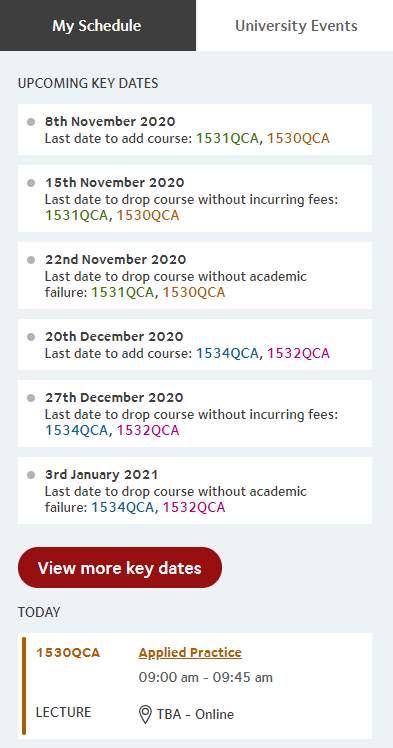 My Schedule
University Events
UPCOMING KEY DATES
8th November 2020
Last date to add course: 1531QCA, 1530QCA
15th November 2020
Last date to drop course without incurring fees:
1531QCA, 1530QCA
22nd November 2020
Last date to drop course without academic
failure: 1531QCA, 1530QCA
20th December 2020
Last date to add course: 1534QCA, 1532QCA
27th December 2020
Last date to drop course without incurring fees:
1534QCA, 1532QCA
3rd January 2021
Last date to drop course without academic
failure: 1534QCA, 1532QCA
View more key dates
TODAY
1530QCA
Applied Practice
09:00 am - 09:45 am
LECTURE
TBA - Online